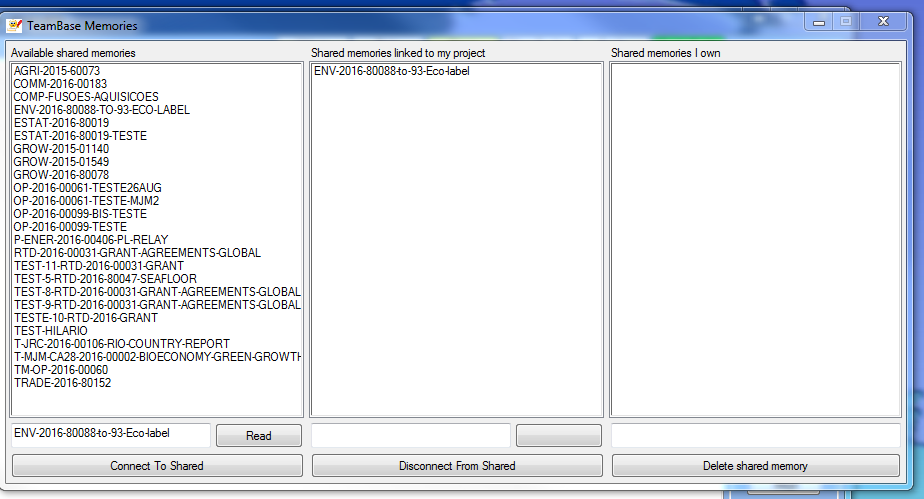 TeamBase Memories
Available shared memories
AGRI-2015-60073
COMM-2016-00183
COMP-FUSOES-AQUISICOES
ENV-2016-80088-TO-93-ECO-LABEL
ESTAT-2016-80019
ESTAT-2016-80019-TESTE
GROW-2015-01140
GROW-2015-01549
GROW-2016-80078
OP-2016-00061-TESTE26AUG
OP-2016-00061-TESTE-MJM2
OP-2016-00099-BIS-TESTE
OP-2016-00099-TESTE
P-ENER-2016-00406-PL-RELAY
RTD-2016-00031-GRANT-AGREEMENTS-GLOBAL
TEST-11-RTD-2016-00031-GRANT
TEST-5-RTD-2016-80047-SEAFLOOR
TEST-8-RTD-2016-00031-GRANT-AGREEMENTS-GLOBAL
TEST-9-RTD-2016-00031-GRANT-AGREEMENTS-GLOBAL
TESTE-10-RTD-2016-GRANT
TEST-HILARIO
T-JRC-2016-00106-RIO-COUNTRY-REPORT
T-MJM-CA28-2016-00002-BIOECONOMY-GREEN-GROWTH
TM-OP-2016-00060
TRADE-2016-80152
ENV-2016-80088-to-93-Eco-label
Read
Connect To Shared
Shared memories linked to my project
ENV-2016-80088-to-93-Eco-label
Disconnect From Shared
Shared memories I own
Delete shared memory